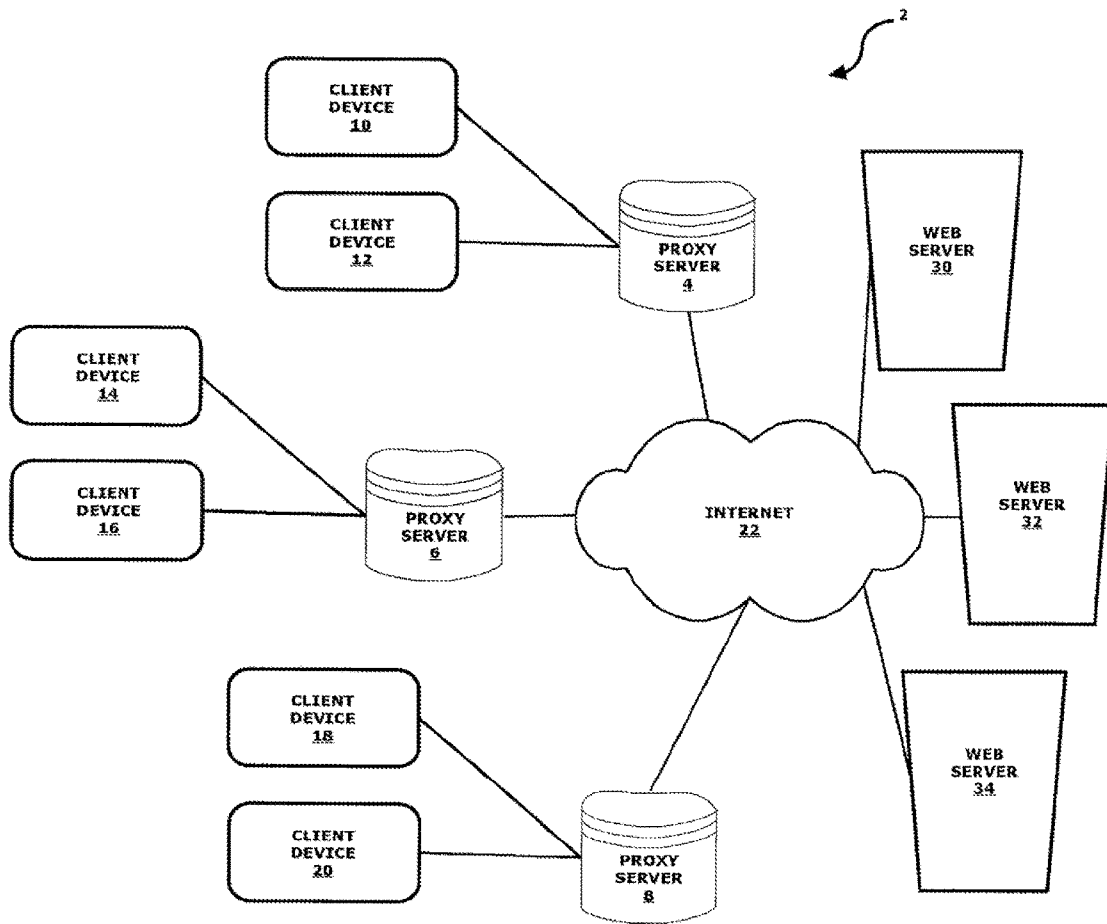 2
CLIENT
DEVICE
10
CLIENT
DEVICE
12
PROXY
SERVER
4
WEB
SERVER
30
CLIENT
DEVICE
14
CLIENT
DEVICE
16
PROXY
SERVER
6
INTERNET
22
WEB
SERVER
32
CLIENT
DEVICE
18
CLIENT
DEVICE
20
PROXY
SERVER
8
WEB
SERVER
34